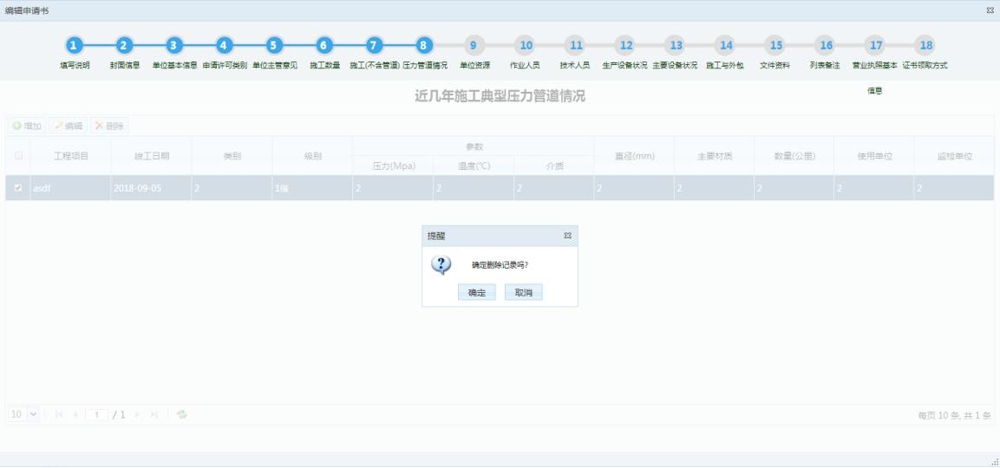 编辑申请书
1 2 3 4 5 6 7 8 9 10 11 12 13 14 15 16 17 18
填写说明 封面信息 单位基本信息 申请许可类别 单位主管意见 施工数量 施工(不含管道) 压力管道情况 单位资源 作业人员 技术人员 生产设备状况 主要设备状况 施工与外包 文件资料 列表备注 营业执照基本信息 证书领取方式
近几年施工典型压力管道情况
增加 编辑 删除
工程项目 竣工日期 类别 级别 参数 直径(mm) 主要材质 数量(公里) 使用单位 监检单位
压力(Mpa) 温度(℃) 介质
asdf 2018-09-05 2 1级 2 2 2 2 2 2 2 2
提醒
确定删除记录吗?
确定 取消
10 1 / 1 每页 10 条, 共 1 条